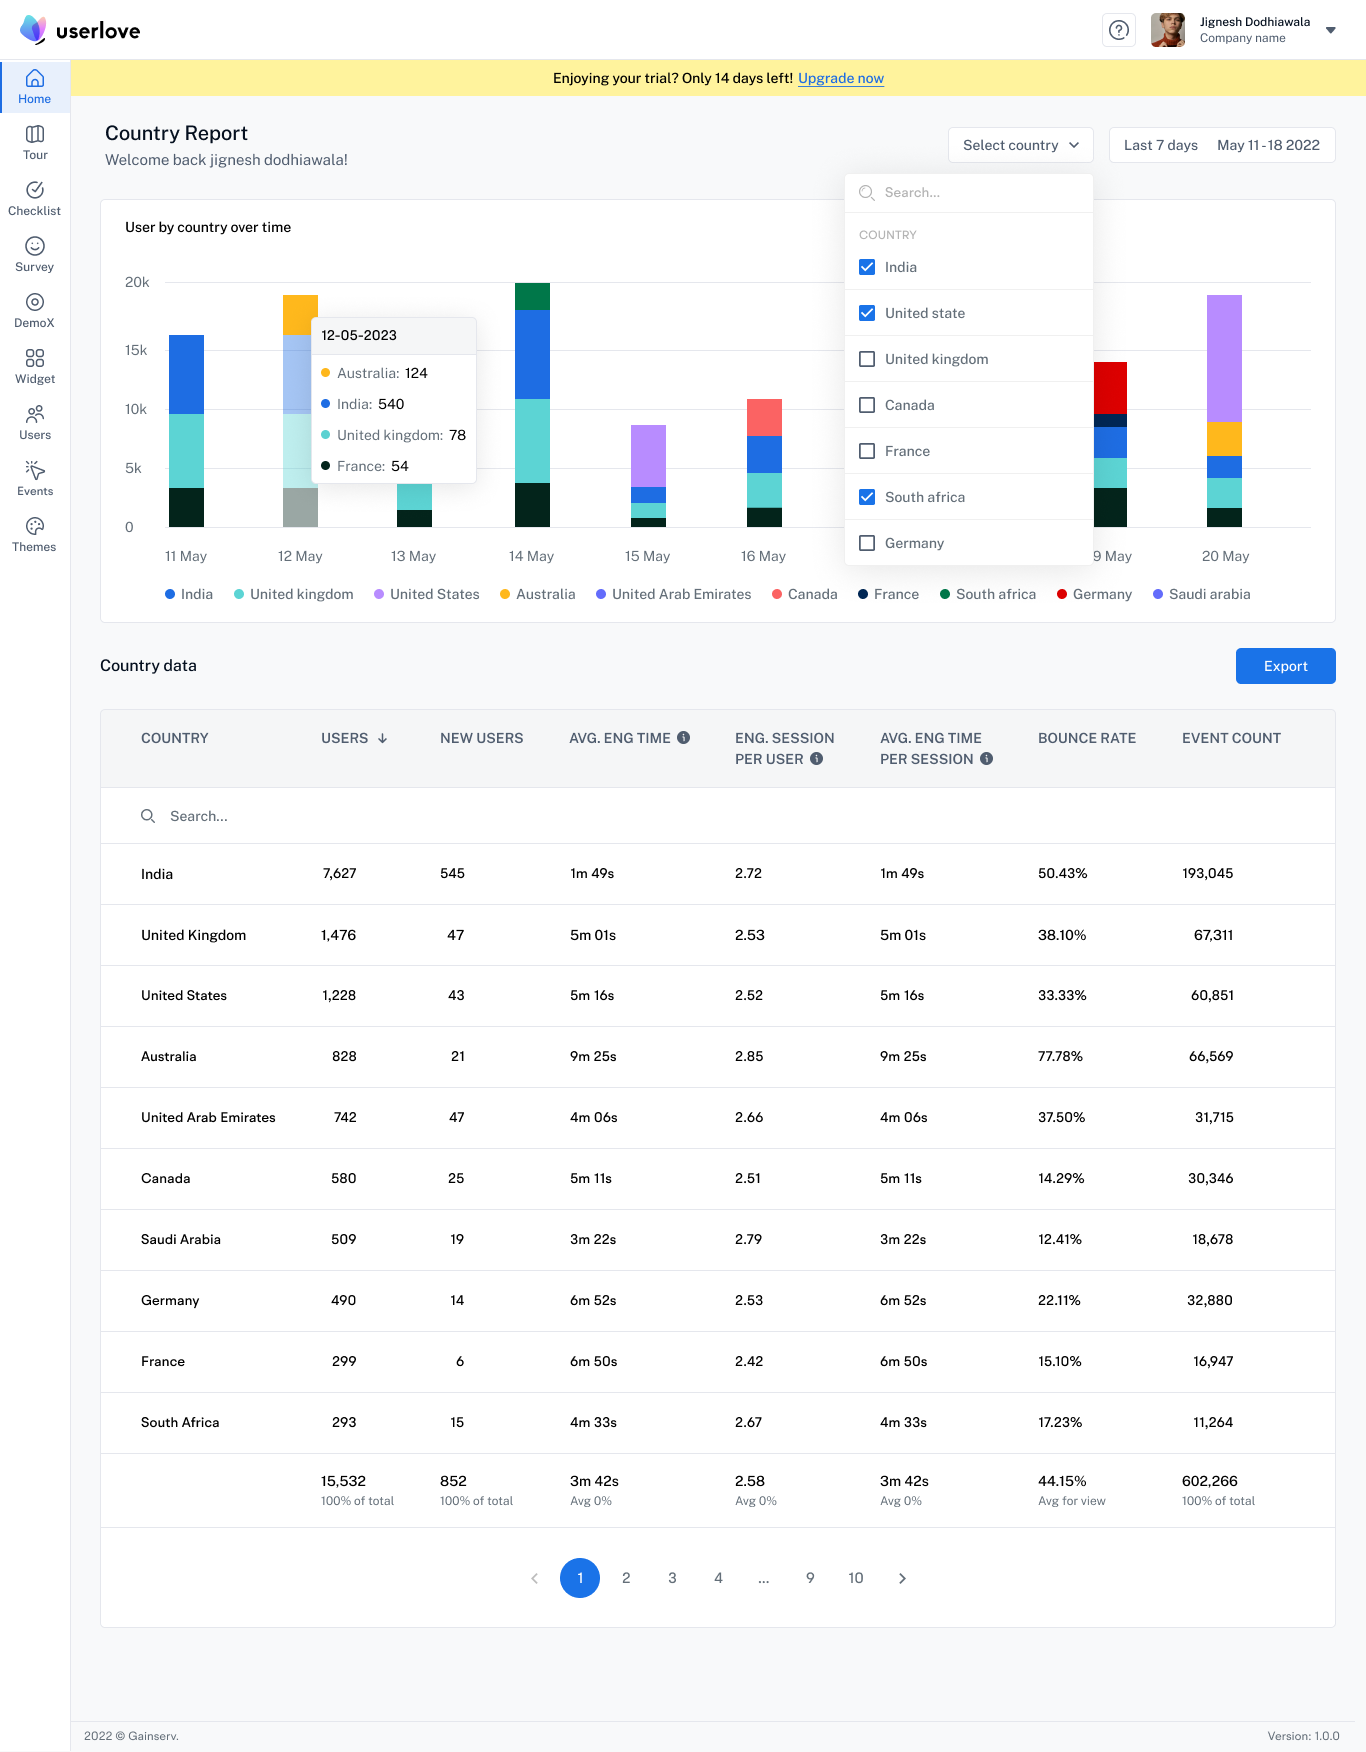 userlove
Jignesh Dodhiawala
Company name
Enjoying your trial? Only 14 days left! Upgrade now
Home
Tour
Checklist
Survey
DemoX
Widget
Users
Events
Themes
Country Report
Welcome back jignesh dodhiawala!
Select country
Last 7 days May 11 - 18 2022
Search...
COUNTRY
India
United state
United kingdom
Canada
France
South africa
Germany
User by country over time
20k
15k
10k
5k
0
12-05-2023
Australia: 124
India: 540
United kingdom: 78
France: 54
11 May 12 May 13 May 14 May 15 May 16 May 9 May 20 May
India United kingdom United States Australia United Arab Emirates Canada France South africa Germany Saudi arabia
Country data
Export
COUNTRY USERS NEW USERS AVG. ENG TIME ENG. SESSION PER USER AVG. ENG TIME PER SESSION BOUNCE RATE EVENT COUNT
Search...
India 7,627 545 1m 49s 2.72 1m 49s 50.43% 193,045
United Kingdom 1,476 47 5m 01s 2.53 5m 01s 38.10% 67,311
United States 1,228 43 5m 16s 2.52 5m 16s 33.33% 60,851
Australia 828 21 9m 25s 2.85 9m 25s 77.78% 66,569
United Arab Emirates 742 47 4m 06s 2.66 4m 06s 37.50% 31,715
Canada 580 25 5m 11s 2.51 5m 11s 14.29% 30,346
Saudi Arabia 509 19 3m 22s 2.79 3m 22s 12.41% 18,678
Germany 490 14 6m 52s 2.53 6m 52s 22.11% 32,880
France 299 6 6m 50s 2.42 6m 50s 15.10% 16,947
South Africa 293 15 4m 33s 2.67 4m 33s 17.23% 11,264
15,532 852 3m 42s 2.58 3m 42s 44.15% 602,266
100% of total 100% of total Avg 0% Avg 0% Avg 0% Avg for view 100% of total
1 2 3 4 ... 9 10
2022 © Gainserv.
Version: 1.0.0